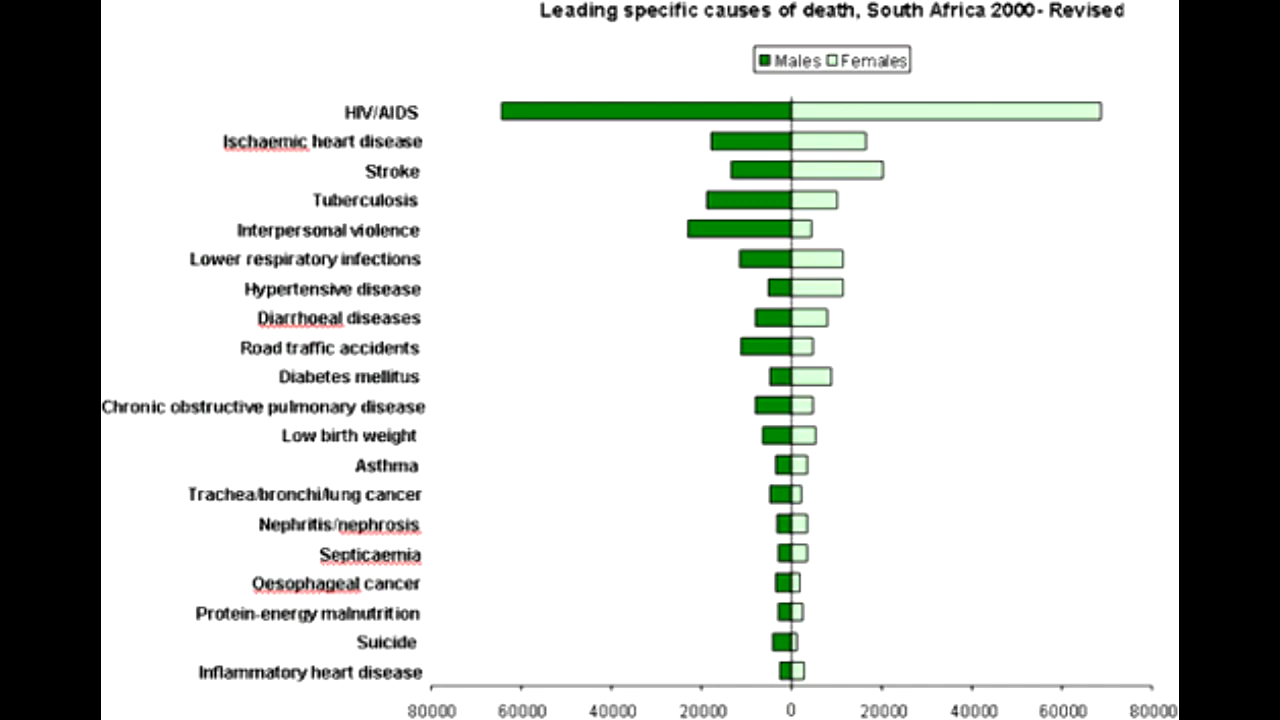 Leading specific causes of death, South Africa 2000- Revised
Males Females
HIV/AIDS
Ischaemic heart disease
Stroke
Tuberculosis
Interpersonal violence
Lower respiratory infections
Hypertensive disease
Diarrhoeal diseases
Road traffic accidents
Diabetes mellitus
Chronic obstructive pulmonary disease
Low birth weight
Asthma
Trachea/bronchi/lung cancer
Nephritis/nephrosis
Septicaemia
Oesophageal cancer
Protein-energy malnutrition
Suicide
Inflammatory heart disease
80000 60000 40000 20000 0 20000 40000 60000 80000